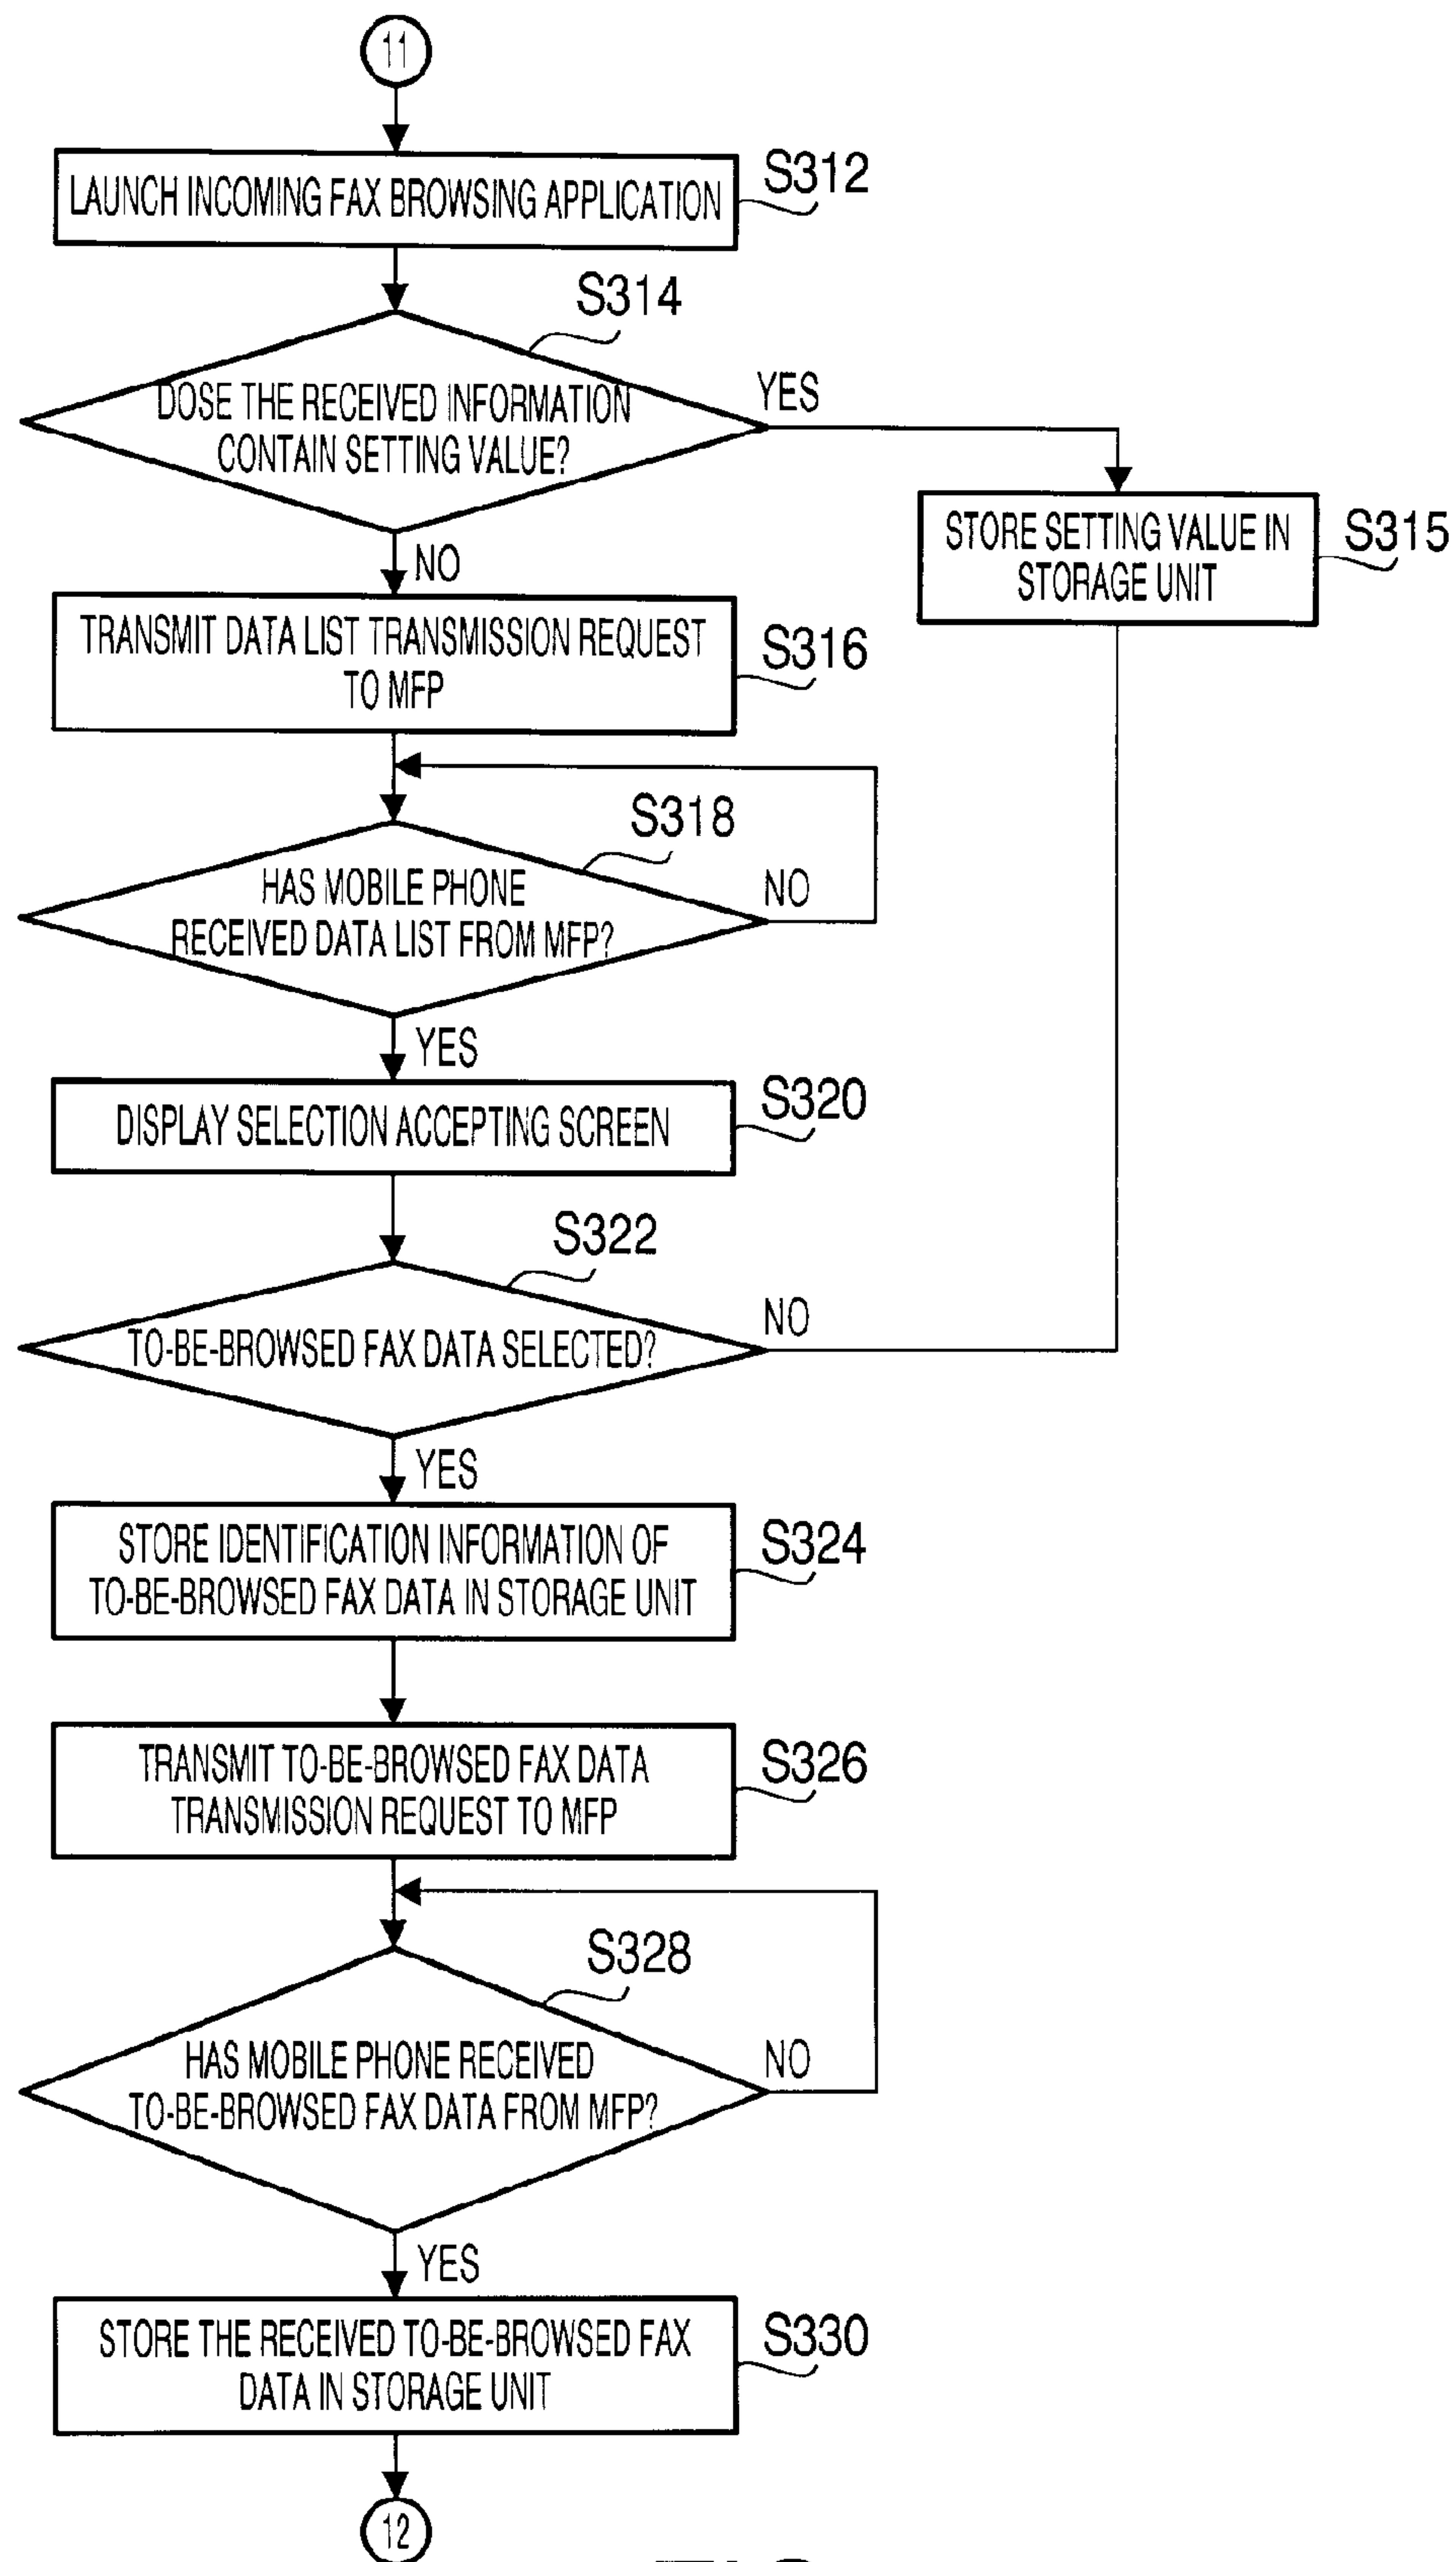 11
LAUNCH INCOMING FAX BROWSING APPLICATION
S312
S314
DOSE THE RECEIVED INFORMATION
CONTAIN SETTING VALUE?
YES
STORE SETTING VALUE IN
STORAGE UNIT
S315
NO
TRANSMIT DATA LIST TRANSMISSION REQUEST
TO MFP
S316
S318
HAS MOBILE PHONE
RECEIVED DATA LIST FROM MFP?
NO
YES
DISPLAY SELECTION ACCEPTING SCREEN
S320
S322
TO-BE-BROWSED FAX DATA SELECTED?
NO
YES
STORE IDENTIFICATION INFORMATION OF
TO-BE-BROWSED FAX DATA IN STORAGE UNIT
S324
TRANSMIT TO-BE-BROWSED FAX DATA
TRANSMISSION REQUEST TO MFP
S326
S328
HAS MOBILE PHONE RECEIVED
TO-BE-BROWSED FAX DATA FROM MFP?
NO
YES
STORE THE RECEIVED TO-BE-BROWSED FAX
DATA IN STORAGE UNIT
S330
12